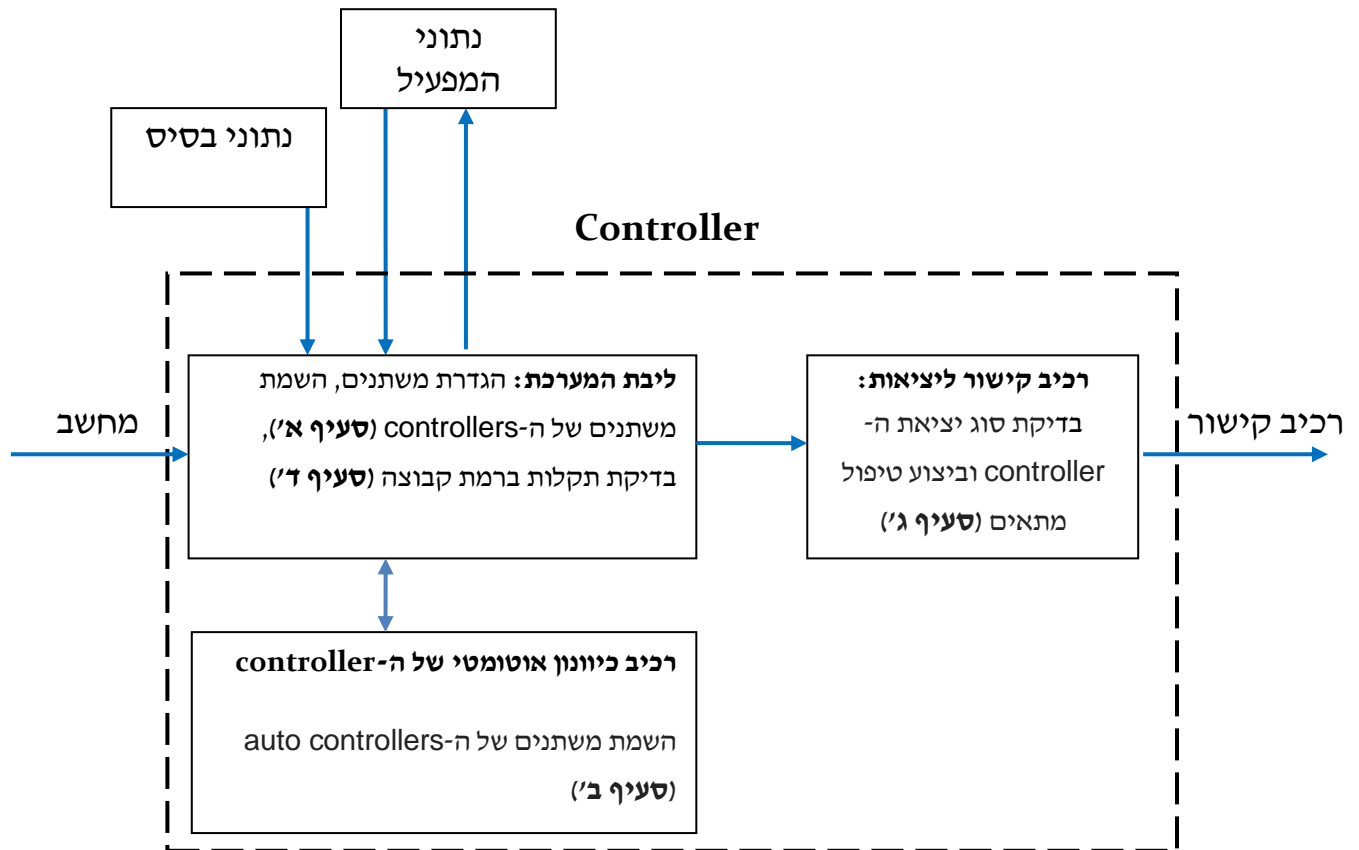 נתוני
המפעיל
נתוני בסיס
Controller
ליבת המערכת: הגדרת משתנים, השמת
משתנים של ה-controllers (סעיף א'),
בדיקת תקלות ברמת קבוצה (סעיף ד')
רכיב קישור ליציאות:
בדיקת סוג יציאת ה-
controller וביצוע טיפול
מתאים (סעיף ג')
מחשב
רכיב קישור
רכיב כיוונון אוטומטי של ה-controller
השמת משתנים של ה-auto controllers
(סעיף ב')